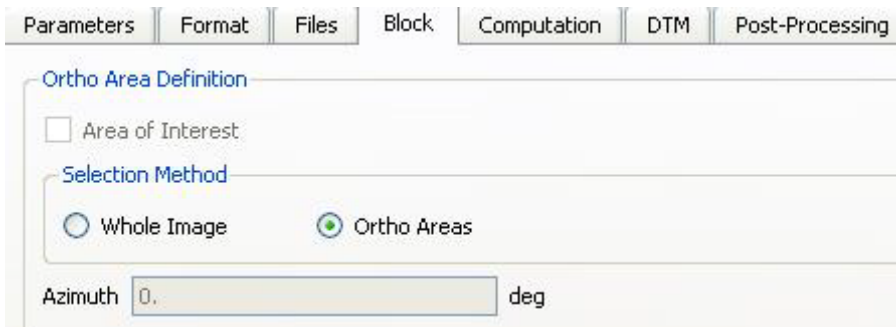 Parameters Format Files Block Computation DTM Post-Processing
Ortho Area Definition
Area of Interest
Selection Method
Whole Image Ortho Areas
Azimuth 0. deg